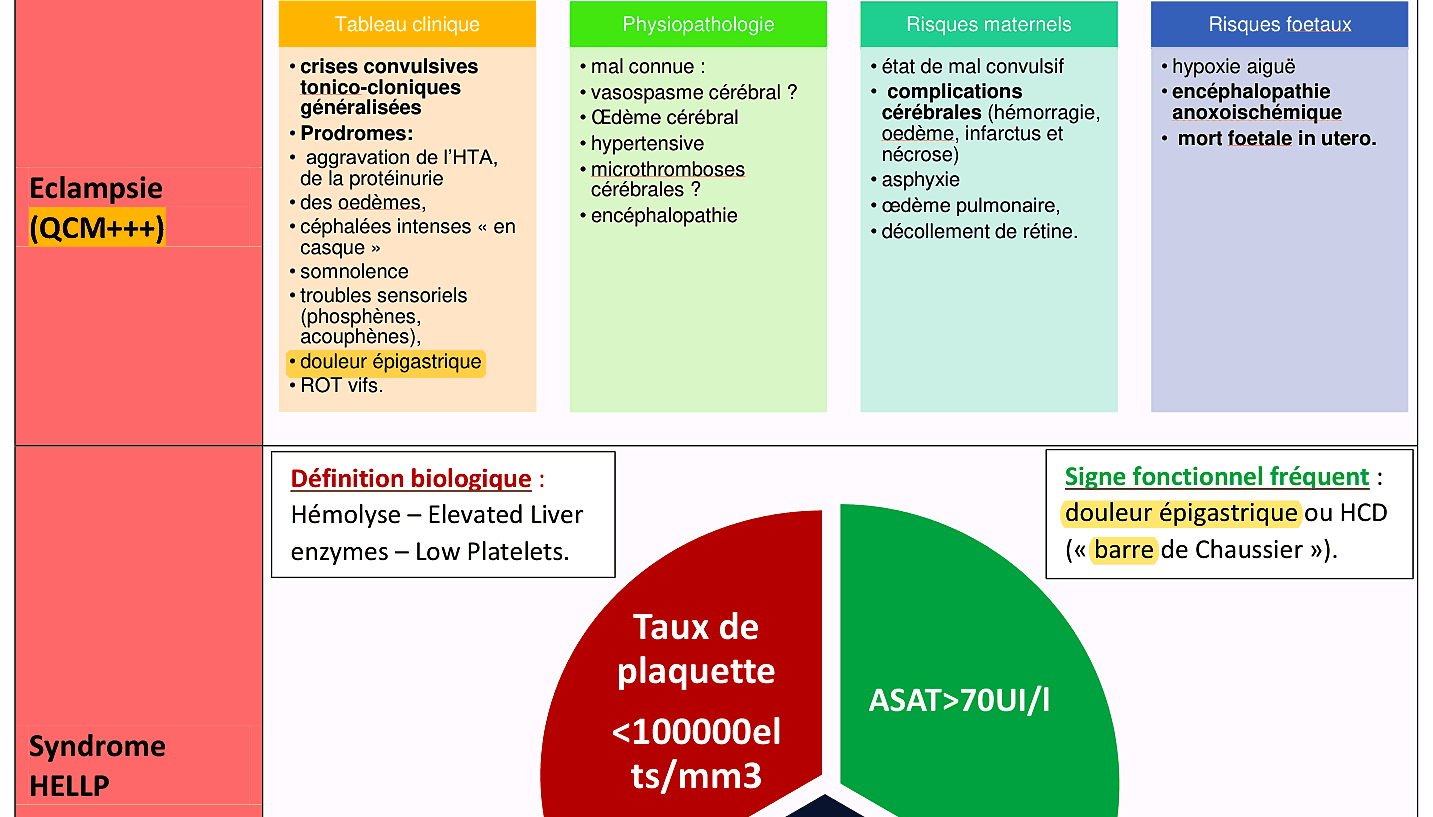 Eclampsie
(QCM+++)
Tableau clinique
• crises convulsives
tonico-cloniques
généralisées
• Prodromes:
• aggravation de l'HTA,
de la protéinurie
• des oedèmes,
• céphalées intenses « en
casque »
• somnolence
• troubles sensoriels
(phosphènes,
acouphènes),
• douleur épigastrique
• ROT vifs.
Physiopathologie
• mal connue :
• vasospasme cérébral ?
• Œdème cérébral
• hypertensive
• microthromboses
cérébrales ?
• encéphalopathie
Risques maternels
• état de mal convulsif
• complications
cérébrales (hémorragie,
oedème, infarctus et
nécrose)
• asphyxie
• œdème pulmonaire,
• décollement de rétine.
Risques foetaux
• hypoxie aiguë
• encéphalopathie
anoxoischémique
• mort foetale in utero.
Syndrome
HELLP
Définition biologique :
Hémolyse – Elevated Liver
enzymes – Low Platelets.
Signe fonctionnel fréquent :
douleur épigastrique ou HCD
(« barre de Chaussier »).
Taux de
plaquette
<100000el
ts/mm3
ASAT>70UI/l